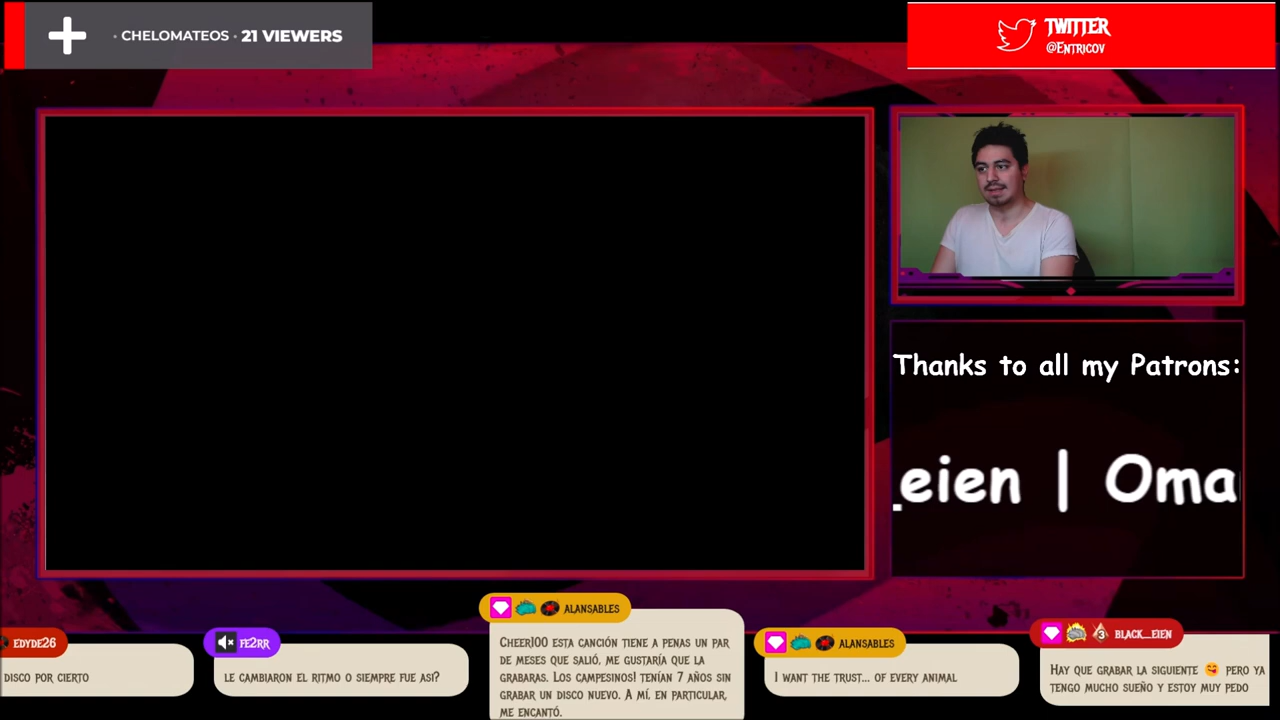 · CHELOMATEOS · 21 VIEWERS
TWITTER
@ENTRICOV
Thanks to all my Patrons:
_eien | Oma
EDYDE26
DISCO POR CIERTO
FE2RR
LE CAMBIARON EL RITMO O SIEMPRE FUE ASI?
ALANSABLES
CHEER100 ESTA CANCIÓN TIENE A PENAS UN PAR
DE MESES QUE SALIÓ, ME GUSTARÍA QUE LA
GRABARAS. LOS CAMPESINOS! TENÍAN 7 AÑOS SIN
GRABAR UN DISCO NUEVO. A MÍ, EN PARTICULAR,
ME ENCANTÓ.
ALANSABLES
I WANT THE TRUST... OF EVERY ANIMAL
3 BLACK__EIEN
HAY QUE GRABAR LA SIGUIENTE 😋 PERO YA
TENGO MUCHO SUEÑO Y ESTOY MUY PEDO